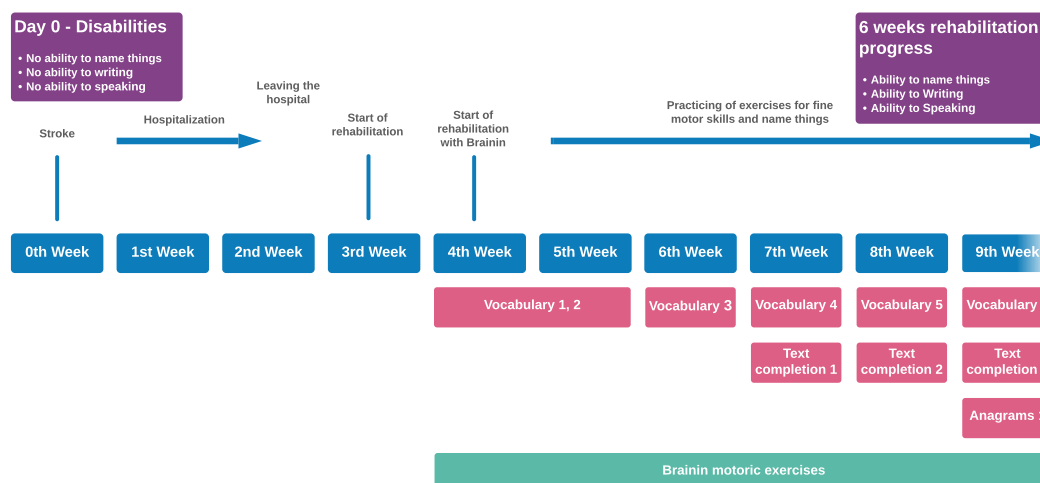 Day 0 - Disabilities
• No ability to name things
• No ability to writing
• No ability to speaking
6 weeks rehabilitation
progress
• Ability to name things
• Ability to Writing
• Ability to Speaking
Stroke
Hospitalization
Leaving the
hospital
Start of
rehabilitation
Start of
rehabilitation
with Brainin
Practicing of exercises for fine
motor skills and name things
0th Week
1st Week
2nd Week
3rd Week
4th Week
5th Week
6th Week
7th Week
8th Week
9th Week
Vocabulary 1, 2
Vocabulary 3
Vocabulary 4
Vocabulary 5
Vocabulary
Text
completion 1
Text
completion 2
Text
completion
Anagrams
Brainin motoric exercises